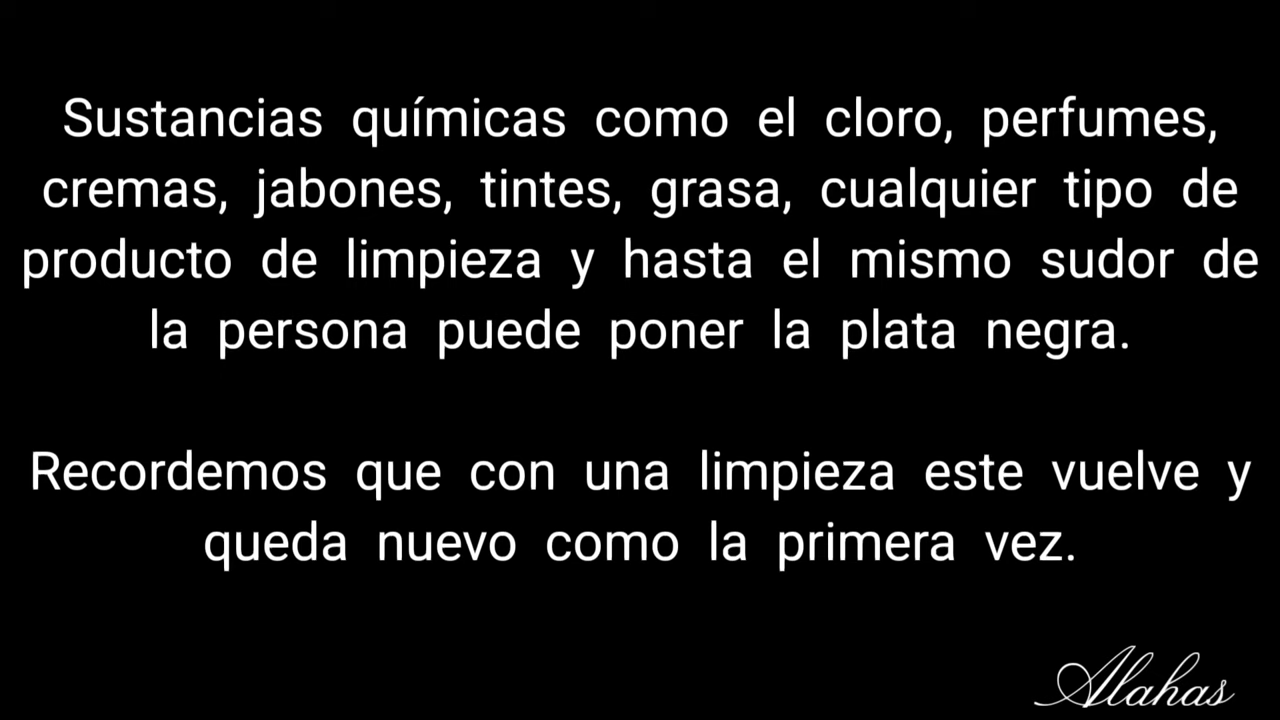 Sustancias químicas como el cloro, perfumes,
cremas, jabones, tintes, grasa, cualquier tipo de
producto de limpieza y hasta el mismo sudor de
la persona puede poner la plata negra.
Recordemos que con una limpieza este vuelve y
queda nuevo como la primera vez.
Alahas